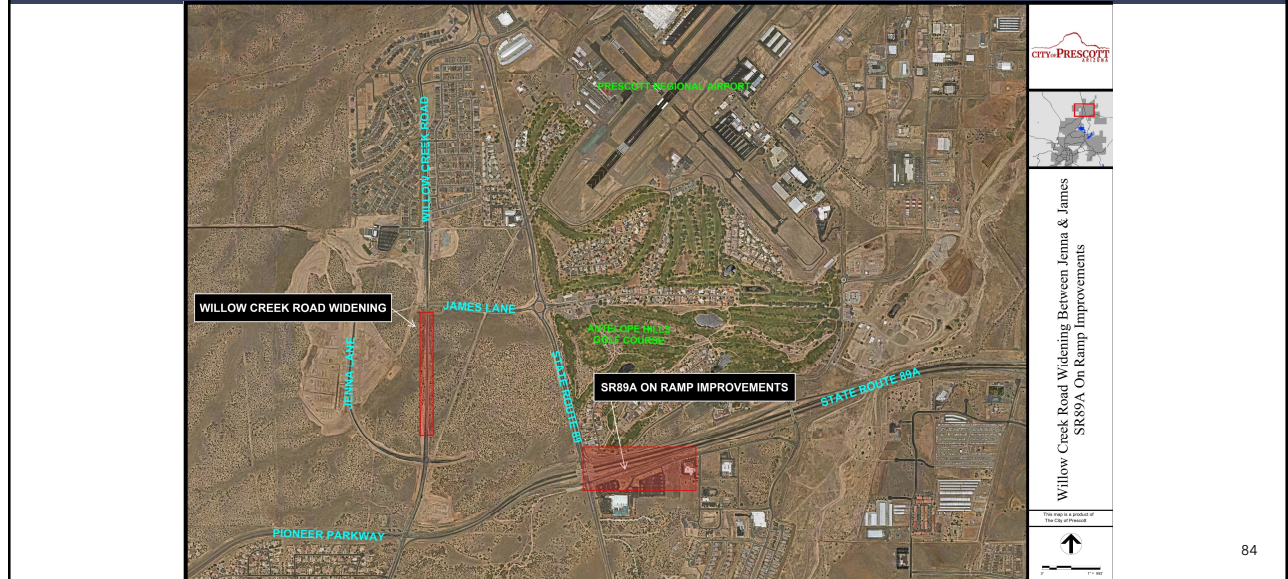 PRESCOTT REGIONAL AIRPORT
WILLOW CREEK ROAD
WILLOW CREEK ROAD WIDENING
JAMES LANE
JENNA LANE
ANTELOPE HILLS
GOLF COURSE
STATE ROUTE 89
SR89A ON RAMP IMPROVEMENTS
STATE ROUTE 89A
PIONEER PARKWAY
CITY OF PRESCOTT
ARIZONA
Willow Creek Road Widening Between Jenna & James
SR89A On Ramp Improvements
This map is a product of
The City of Prescott
84